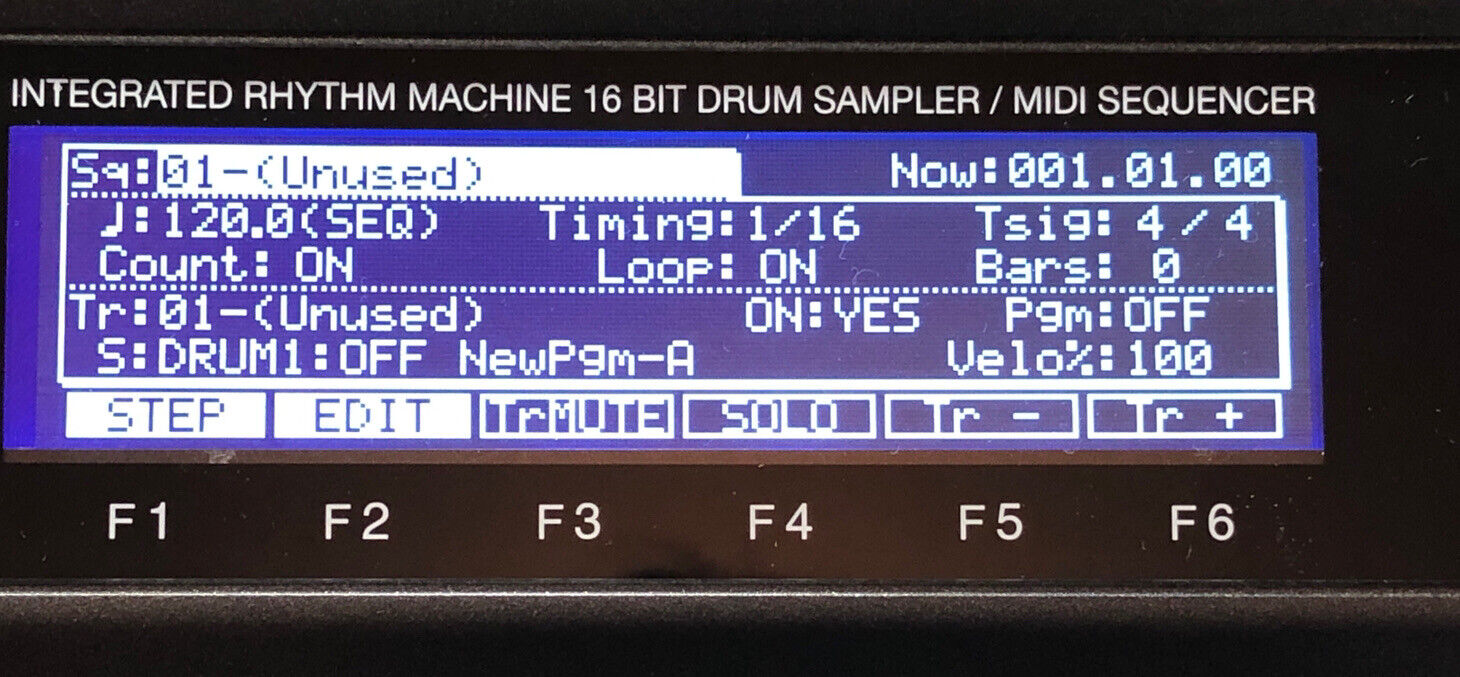 INTEGRATED RHYTHM MACHINE 16 BIT DRUM SAMPLER / MIDI SEQUENCER
Sq:01-(Unused) Now:001.01.00
♩:120.0(SEQ) Timing:1/16 Tsig: 4 / 4
Count: ON Loop: ON Bars: 0
Tr:01-(Unused) ON:YES Pgm:OFF
S:DRUM1:OFF NewPgm-A Velo%:100
STEP EDIT TrMUTE SOLO Tr - Tr +
F1 F2 F3 F4 F5 F6